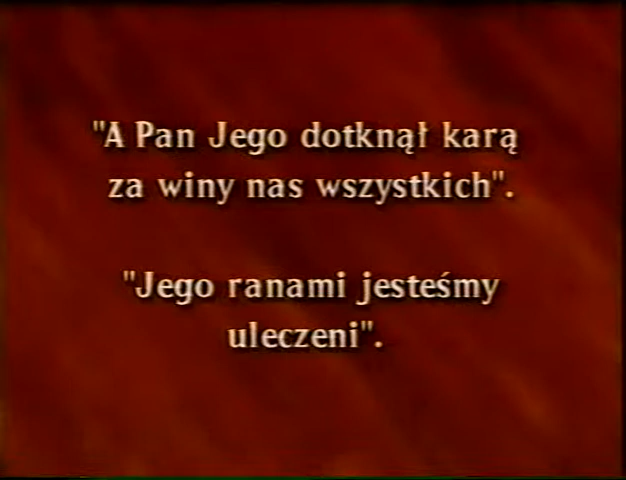 "A Pan Jego dotknął karą
za winy nas wszystkich".
"Jego ranami jesteśmy
uleczeni".